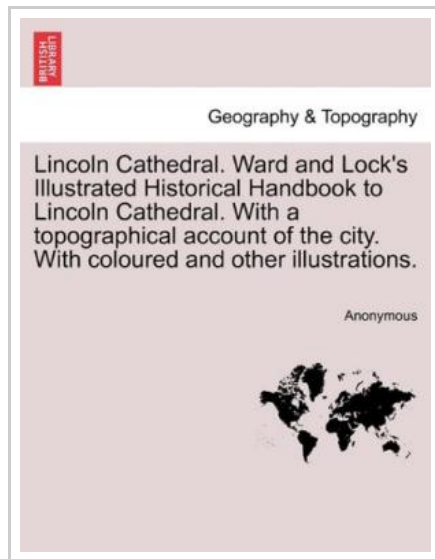 BRITISH
LIBRARY
Geography & Topography
Lincoln Cathedral. Ward and Lock's
Illustrated Historical Handbook to
Lincoln Cathedral. With a
topographical account of the city.
With coloured and other illustrations.
Anonymous